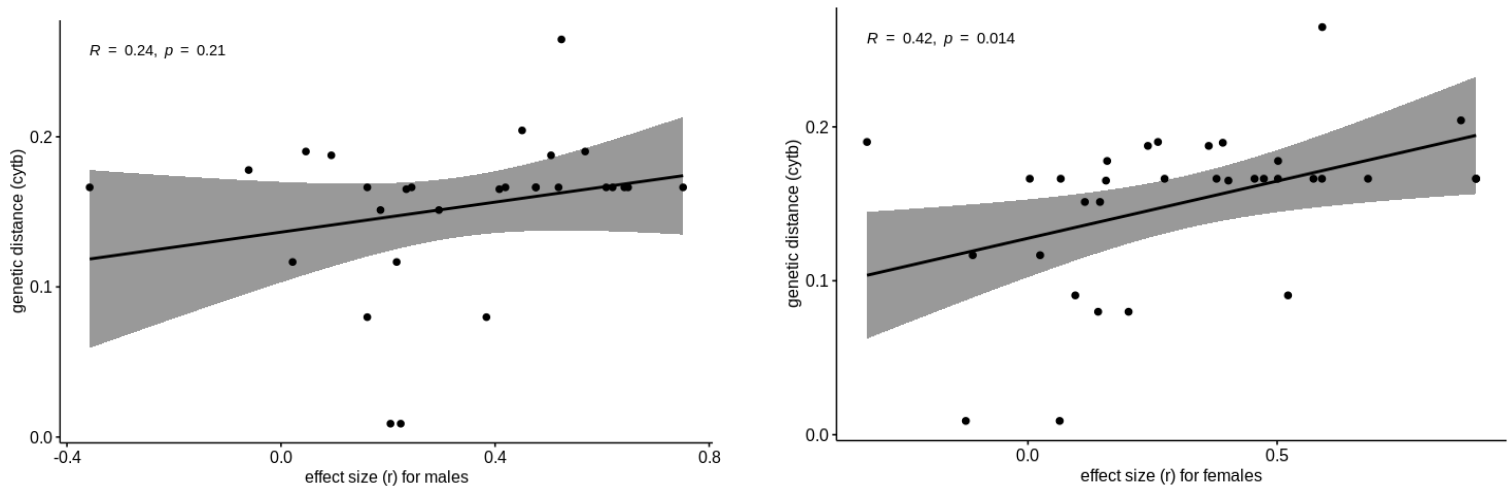 R = 0.24, p = 0.21
genetic distance (cytb)
0.2
0.1
0.0
-0.4 0.0 0.4 0.8
effect size (r) for males
R = 0.42, p = 0.014
genetic distance (cytb)
0.2
0.1
0.0
0.0 0.5
effect size (r) for females